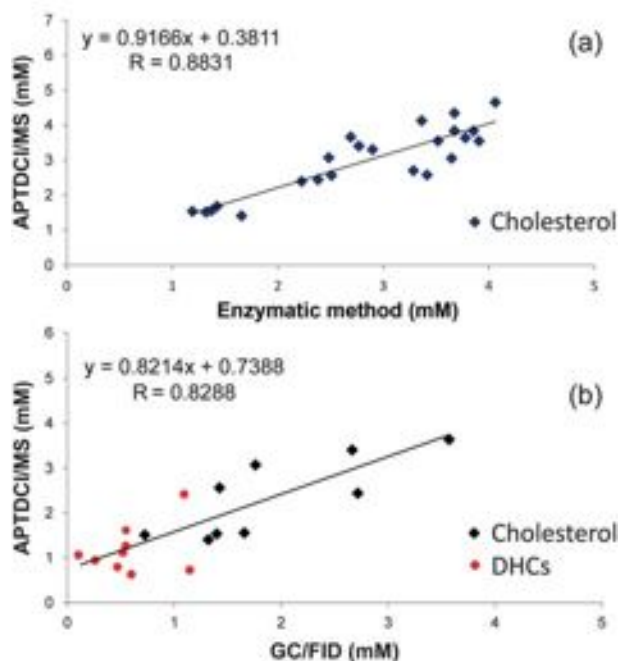 7
6
5
4
3
2
1
0
APTDCI/MS (mM)
y = 0.9166x + 0.3811
R = 0.8831
(a)
Cholesterol
0 1 2 3 4 5
Enzymatic method (mM)
6
5
4
3
2
1
0
APTDCI/MS (mM)
y = 0.8214x + 0.7388
R = 0.8288
(b)
Cholesterol
DHCs
0 1 2 3 4 5
GC/FID (mM)